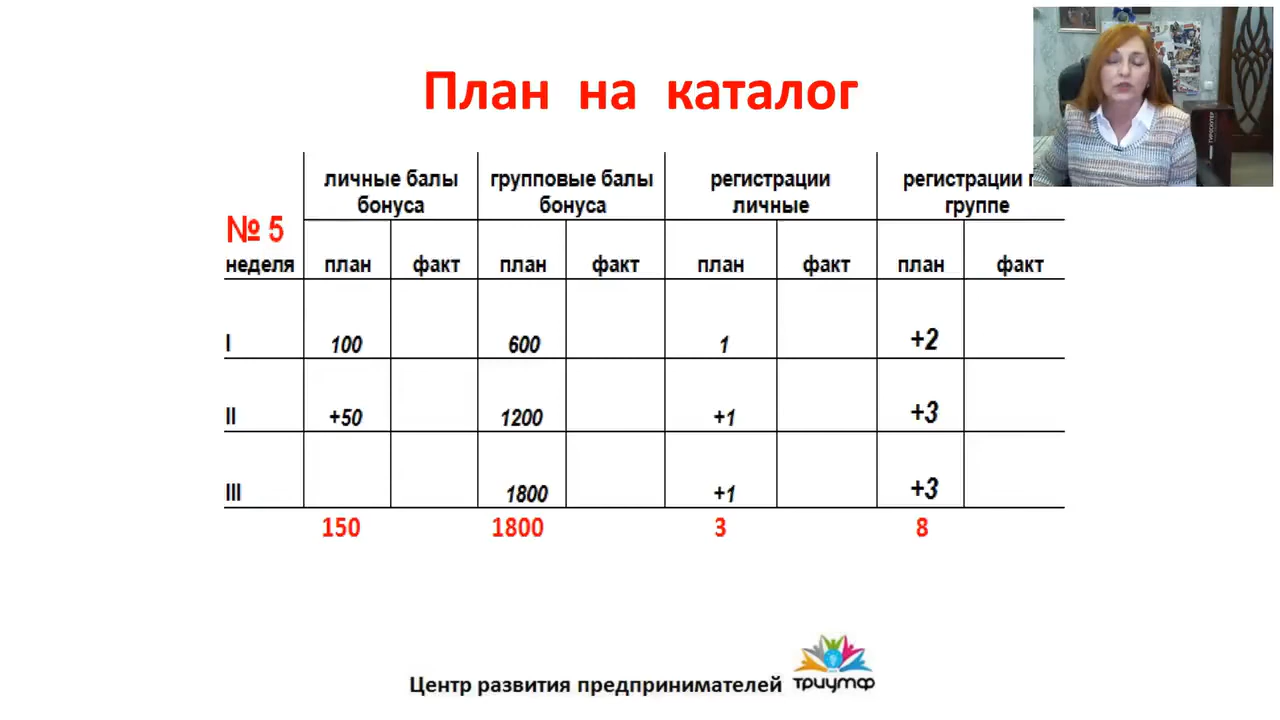 План на каталог
личные балы бонуса групповые балы бонуса регистрации личные регистрации группе
№ 5
неделя план факт план факт план факт план факт
I 100 600 1 +2
II +50 1200 +1 +3
III 1800 +1 +3
150 1800 3 8
Центр развития предпринимателей триумф